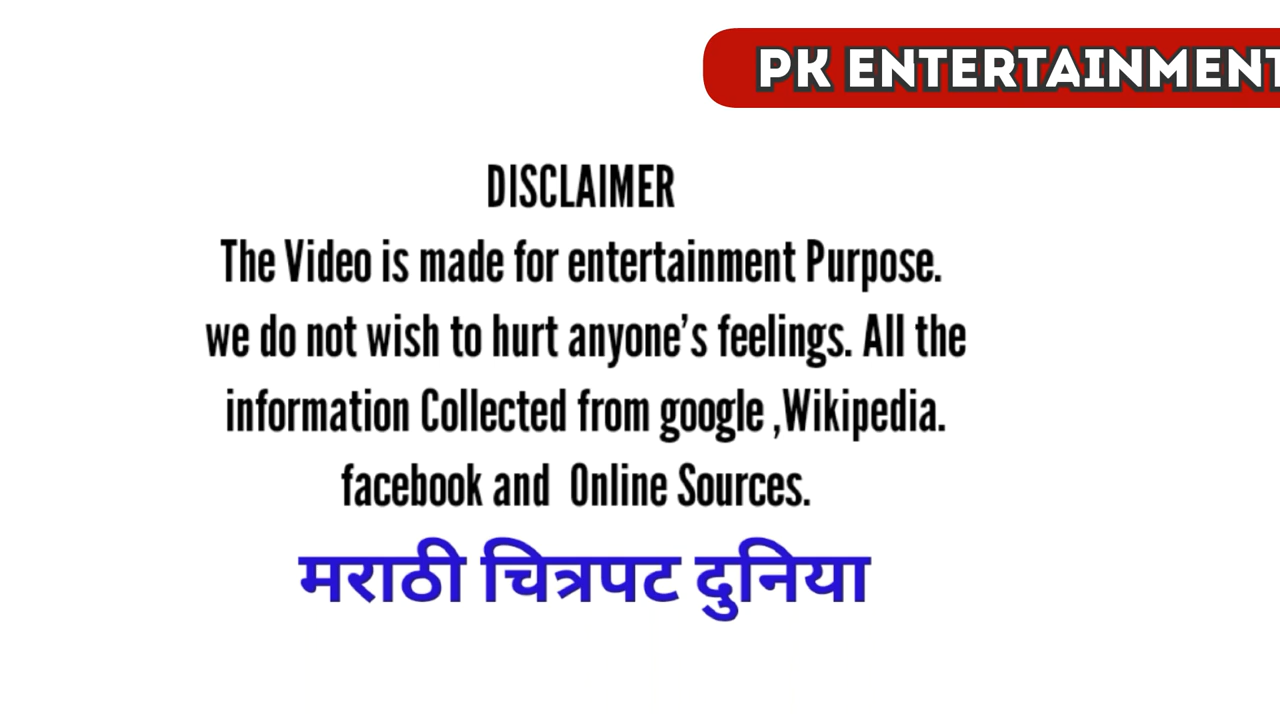 PK ENTERTAINMENT
DISCLAIMER
The Video is made for entertainment Purpose.
we do not wish to hurt anyone’s feelings. All the
information Collected from google ,Wikipedia.
facebook and Online Sources.
मराठी चित्रपट दुनिया